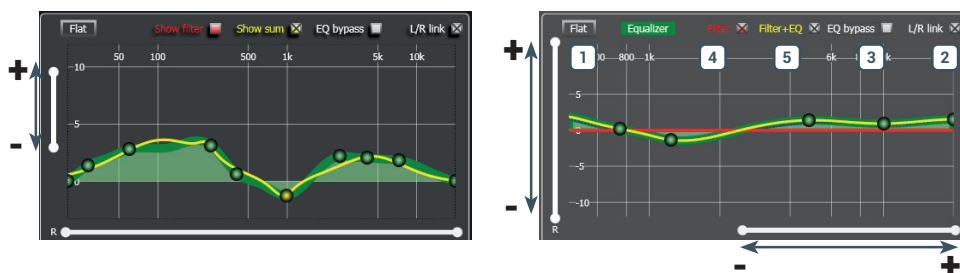 Flat Show filter Show sum EQ bypass L/R link
50 100 500 1k 5k 10k
+
10
5
-
0
R
Flat Equalizer Filter Filter+EQ EQ bypass L/R link
+
1 800 1k 4 5 6k 3 2
5
0
-5
-10
-
R
- +